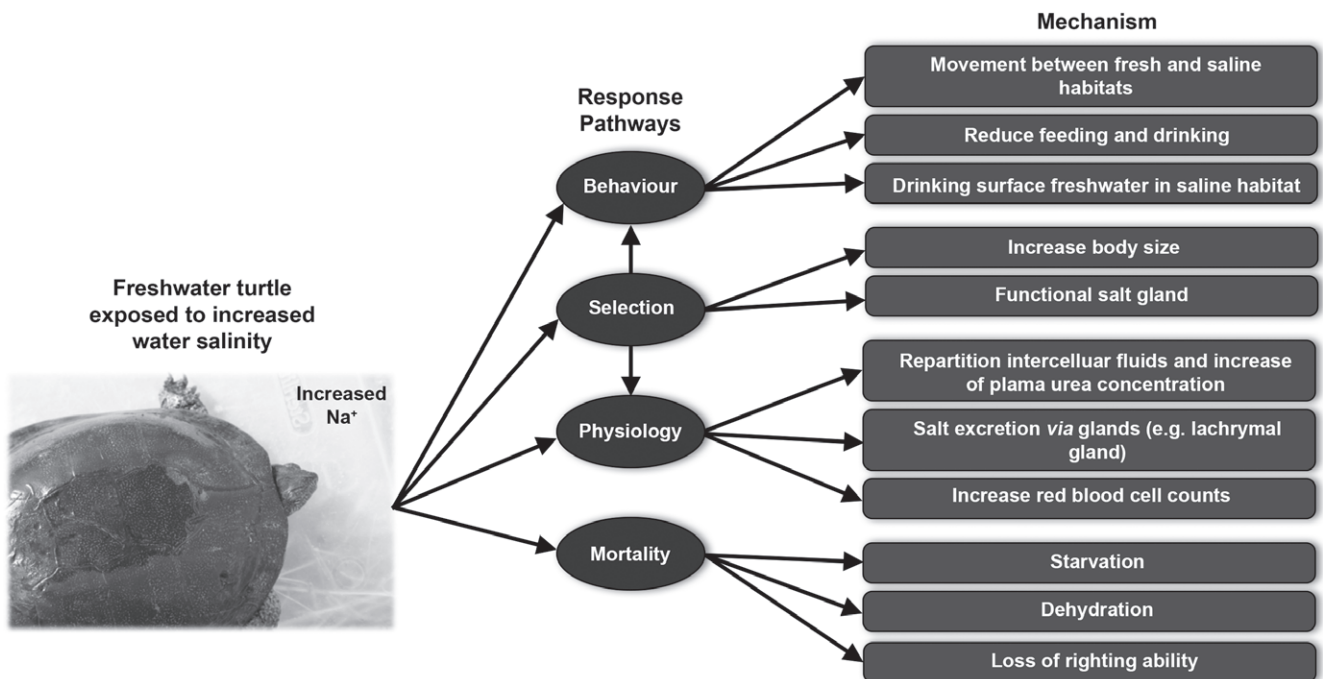 Mechanism
Movement between fresh and saline
habitats
Response
Pathways
Reduce feeding and drinking
Behaviour
Drinking surface freshwater in saline habitat
Increase body size
Freshwater turtle
exposed to increased
water salinity
Selection
Functional salt gland
Increased
Na⁺
Repartition intercelluar fluids and increase
of plama urea concentration
Physiology
Salt excretion via glands (e.g. lachrymal
gland)
Increase red blood cell counts
Mortality
Starvation
Dehydration
Loss of righting ability